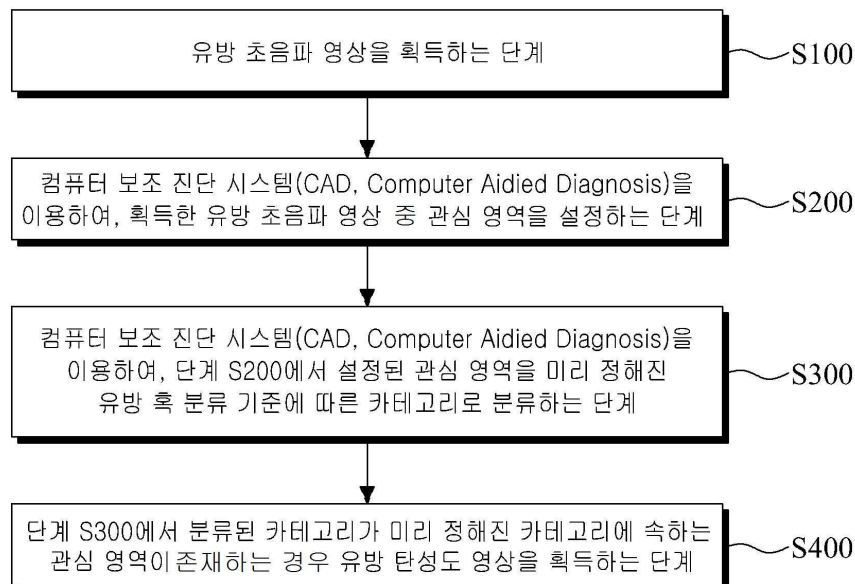 유방 초음파 영상을 획득하는 단계
S100
컴퓨터 보조 진단 시스템(CAD, Computer Aidied Diagnosis)을
이용하여, 획득한 유방 초음파 영상 중 관심 영역을 설정하는 단계
S200
컴퓨터 보조 진단 시스템(CAD, Computer Aidied Diagnosis)을
이용하여, 단계 S200에서 설정된 관심 영역을 미리 정해진
유방 혹 분류 기준에 따른 카테고리로 분류하는 단계
S300
단계 S300에서 분류된 카테고리가 미리 정해진 카테고리에 속하는
관심 영역이 존재하는 경우 유방 탄성도 영상을 획득하는 단계
S400